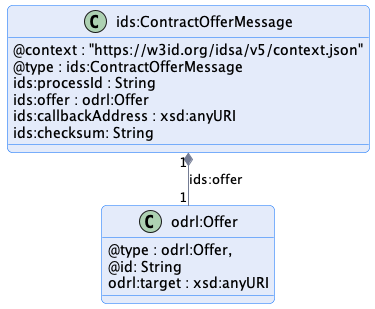 C ids:ContractOfferMessage
@context : "https://w3id.org/idsa/v5/context.json"
@type : ids:ContractOfferMessage
ids:processId : String
ids:offer : odrl:Offer
ids:callbackAddress : xsd:anyURI
ids:checksum: String
1
ids:offer
1
C odrl:Offer
@type : odrl:Offer,
@id: String
odrl:target : xsd:anyURI